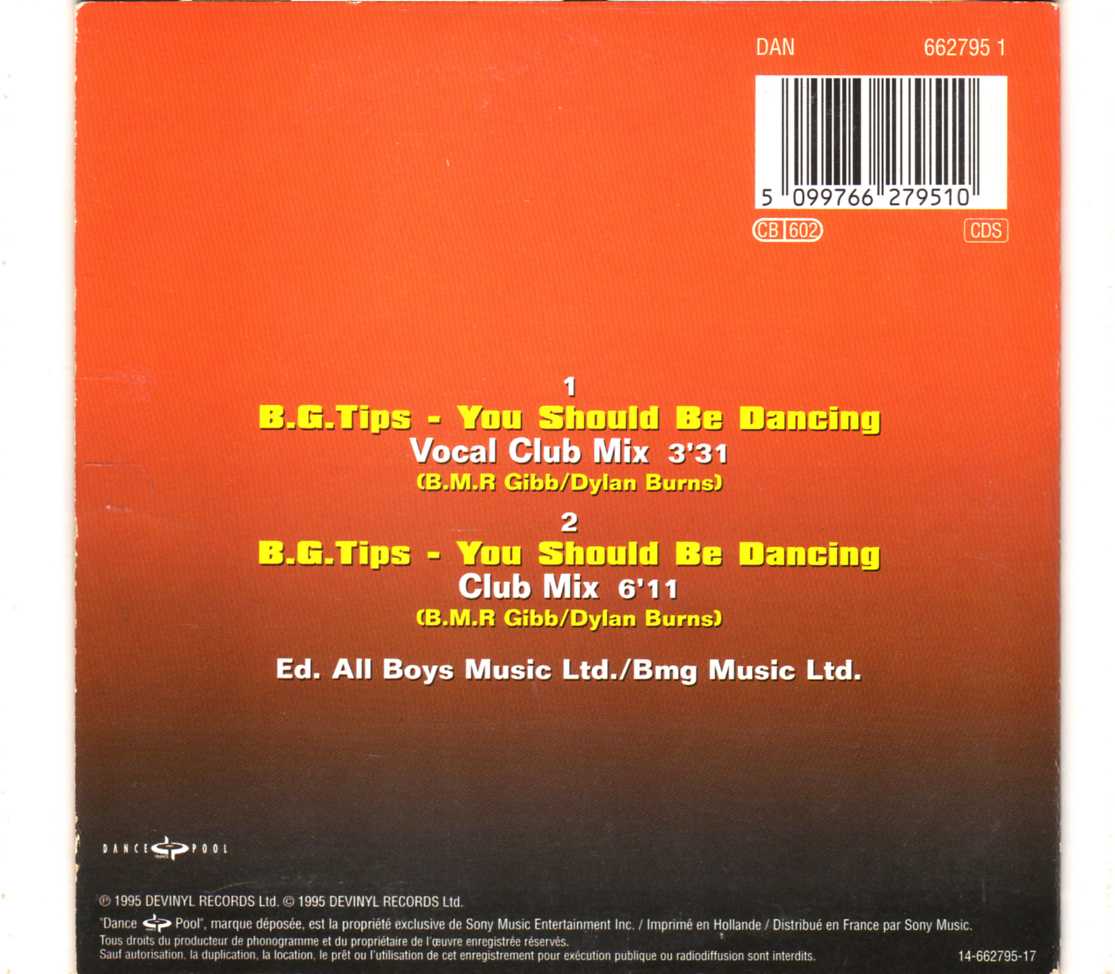 DAN 662795 1
5 099766 279510
CB 602 CDS
1
B.G.Tips - You Should Be Dancing
Vocal Club Mix 3'31
(B.M.R Gibb/Dylan Burns)
2
B.G.Tips - You Should Be Dancing
Club Mix 6'11
(B.M.R Gibb/Dylan Burns)
Ed. All Boys Music Ltd./Bmg Music Ltd.
DANCE POOL
℗ 1995 DEVINYL RECORDS Ltd. © 1995 DEVINYL RECORDS Ltd.
"Dance Pool", marque déposée, est la propriété exclusive de Sony Music Entertainment Inc. / Imprimé en Hollande / Distribué en France par Sony Music.
Tous droits du producteur de phonogramme et du propriétaire de l'œuvre enregistrée réservés.
Sauf autorisation, la duplication, la location, le prêt ou l'utilisation de cet enregistrement pour exécution publique ou radiodiffusion sont interdits. 14-662795-17